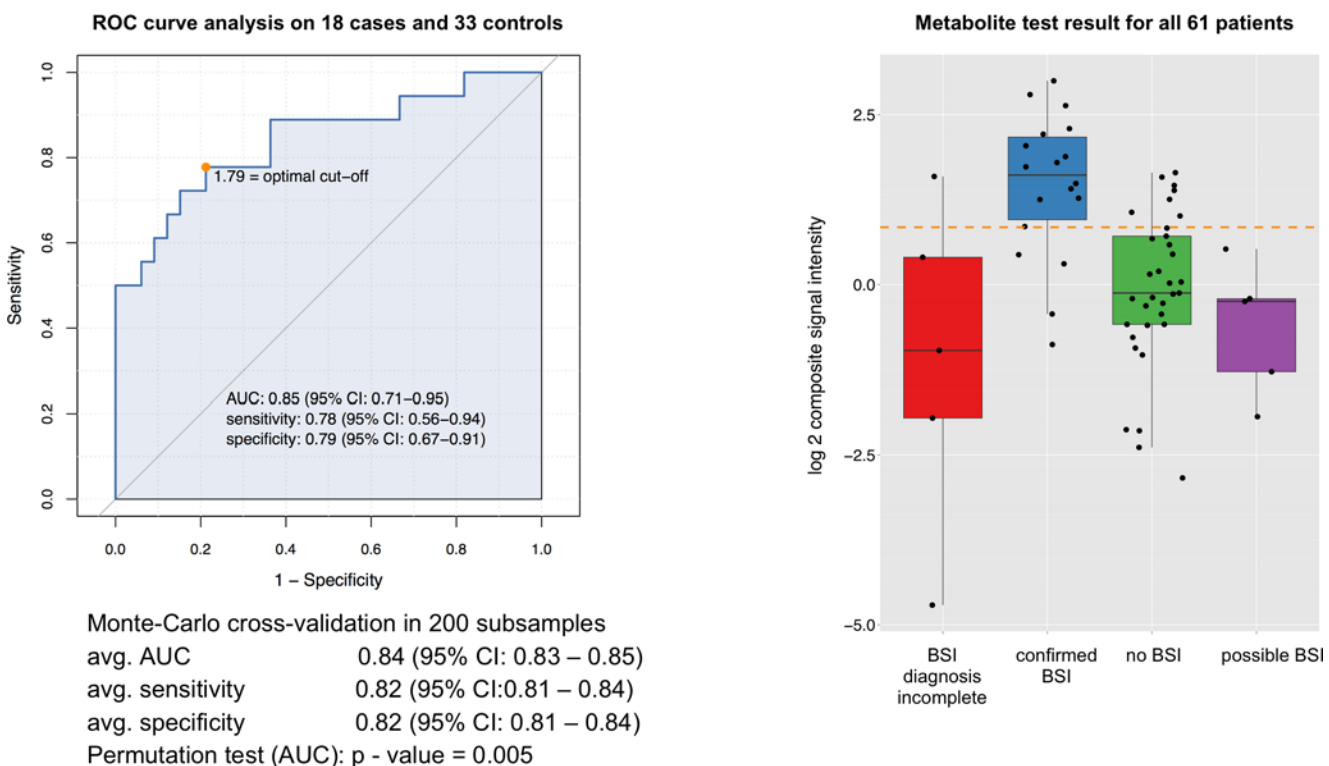 ROC curve analysis on 18 cases and 33 controls
1.0
0.8
0.6
0.4
0.2
0.0
Sensitivity
1.79 = optimal cut−off
AUC: 0.85 (95% CI: 0.71−0.95)
sensitivity: 0.78 (95% CI: 0.56−0.94)
specificity: 0.79 (95% CI: 0.67−0.91)
0.0 0.2 0.4 0.6 0.8 1.0
1 − Specificity
Monte-Carlo cross-validation in 200 subsamples
avg. AUC 0.84 (95% CI: 0.83 – 0.85)
avg. sensitivity 0.82 (95% CI:0.81 – 0.84)
avg. specificity 0.82 (95% CI: 0.81 – 0.84)
Permutation test (AUC): p - value = 0.005
Metabolite test result for all 61 patients
log 2 composite signal intensity
2.5
0.0
−2.5
−5.0
BSI
diagnosis
incomplete
confirmed
BSI
no BSI
possible BSI